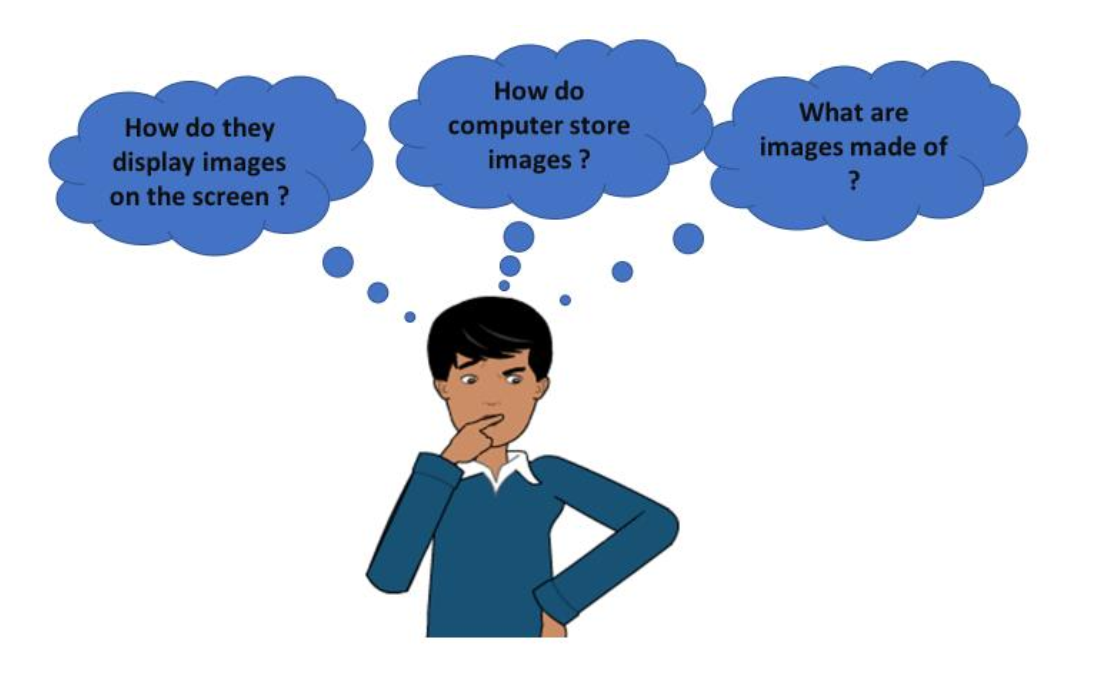 How do they
display images
on the screen ?
How do
computer store
images ?
What are
images made of
?